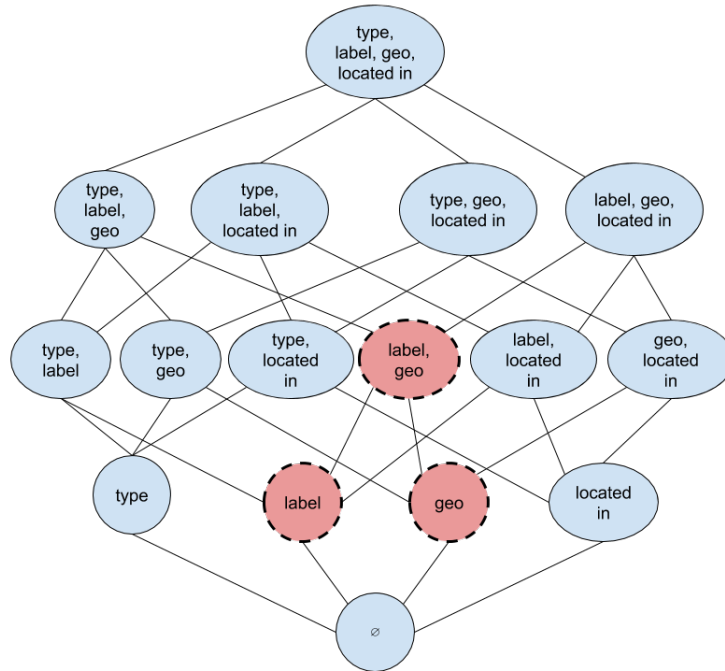 type,
label, geo,
located in
type,
label,
geo
type,
label,
located in
type, geo,
located in
label, geo,
located in
type,
label
type,
geo
type,
located
in
label,
geo
label,
located
in
geo,
located
in
type
label
geo
located
in
∅